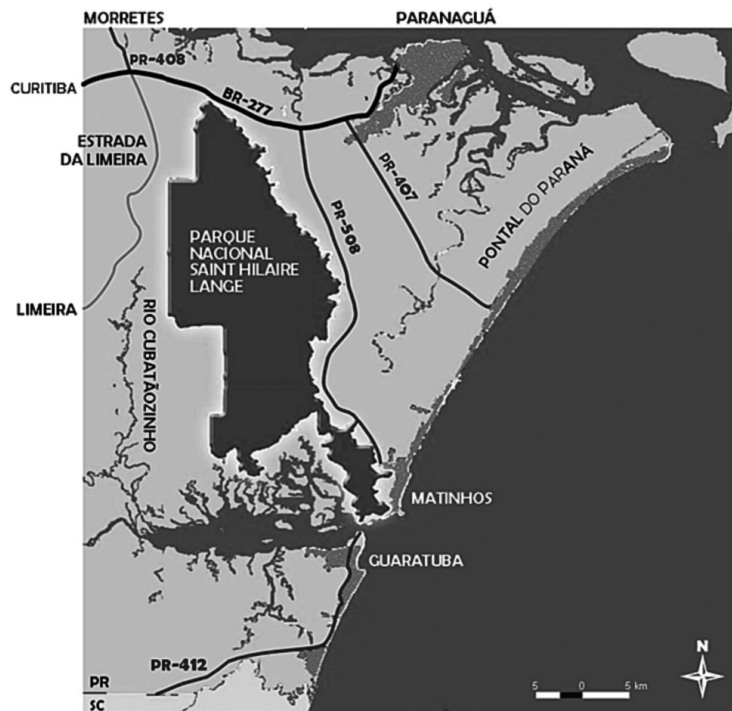 MORRETES
PARANAGUÁ
PR-408
CURITIBA
BR-277
ESTRADA
DA LIMEIRA
PR-407
PR-508
PONTAL DO PARANÁ
PARQUE
NACIONAL
SAINT HILAIRE
LANGE
LIMEIRA
RIO CUBATÃOZINHO
MATINHOS
GUARATUBA
PR-412
N
PR
SC
5 0 5 km